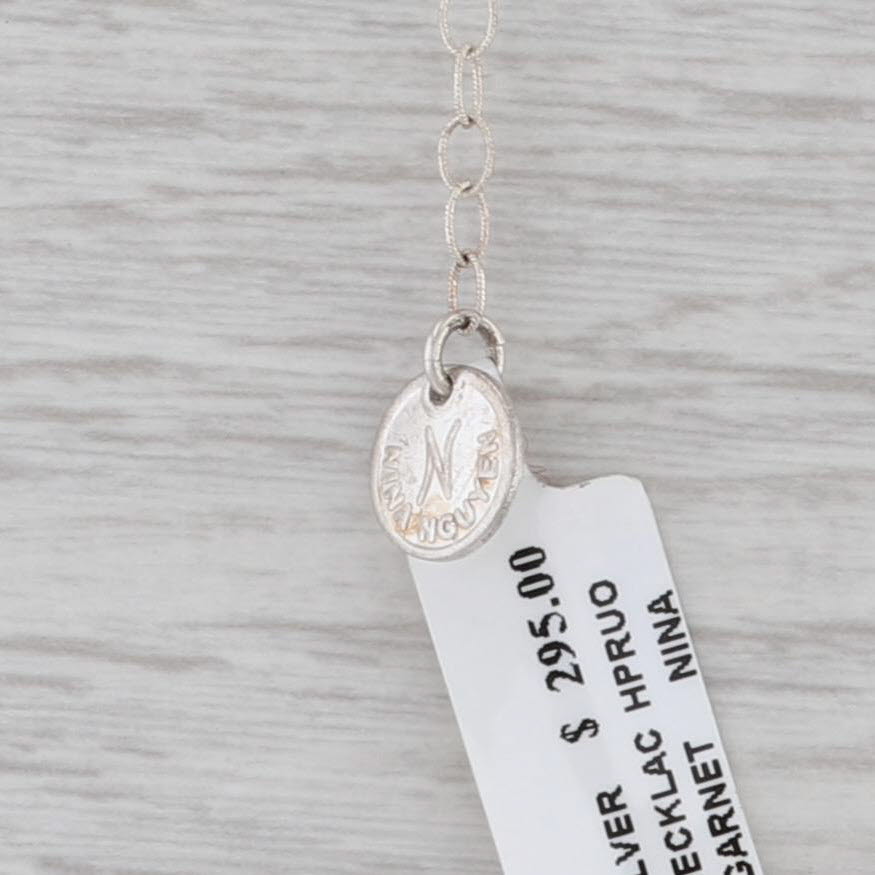 N
NINA NGUYEN
$ 295.00
LVER HPRUO
ECKLAC
GARNET NINA